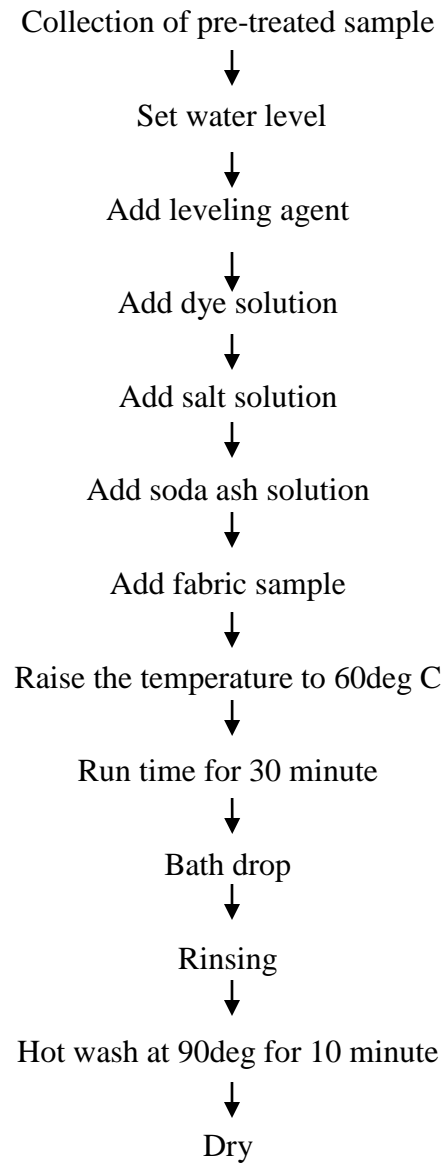 Collection of pre-treated sample
Set water level
Add leveling agent
Add dye solution
Add salt solution
Add soda ash solution
Add fabric sample
Raise the temperature to 60deg C
Run time for 30 minute
Bath drop
Rinsing
Hot wash at 90deg for 10 minute
Dry